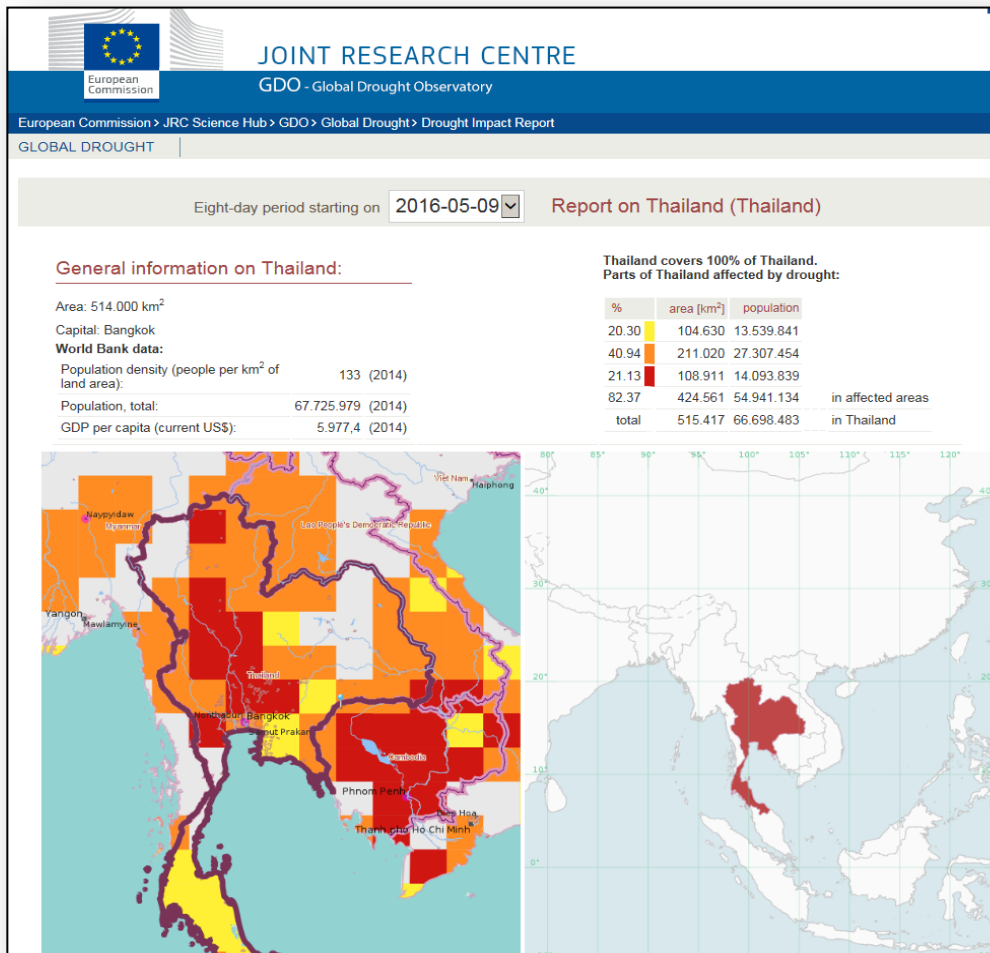 European
Commission
JOINT RESEARCH CENTRE
GDO - Global Drought Observatory
European Commission > JRC Science Hub > GDO > Global Drought > Drought Impact Report
GLOBAL DROUGHT
Eight-day period starting on 2016-05-09 Report on Thailand (Thailand)
General information on Thailand:
Area: 514.000 km²
Capital: Bangkok
World Bank data:
Population density (people per km² of
land area): 133 (2014)
Population, total: 67.725.979 (2014)
GDP per capita (current US$): 5.977,4 (2014)
Thailand covers 100% of Thailand.
Parts of Thailand affected by drought:
% area [km²] population
20.30 104.630 13.539.841
40.94 211.020 27.307.454
21.13 108.911 14.093.839
82.37 424.561 54.941.134 in affected areas
total 515.417 66.698.483 in Thailand
Viet Nam
Haiphong
Naypyidaw
Myanmar
Lao People's Democratic Republic
Yangon
Mawlamyine
Thailand
Nonthaburi Bangkok
Samut Prakan
Cambodia
Phnom Penh
Thanh pho Ho Chi Minh
80° 85° 100° 105° 110° 115° 120°
40° 40
30° 30
20° 20
10° 10
0° 0°